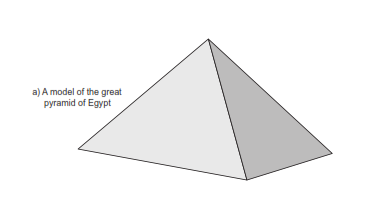 a) A model of the great
pyramid of Egypt